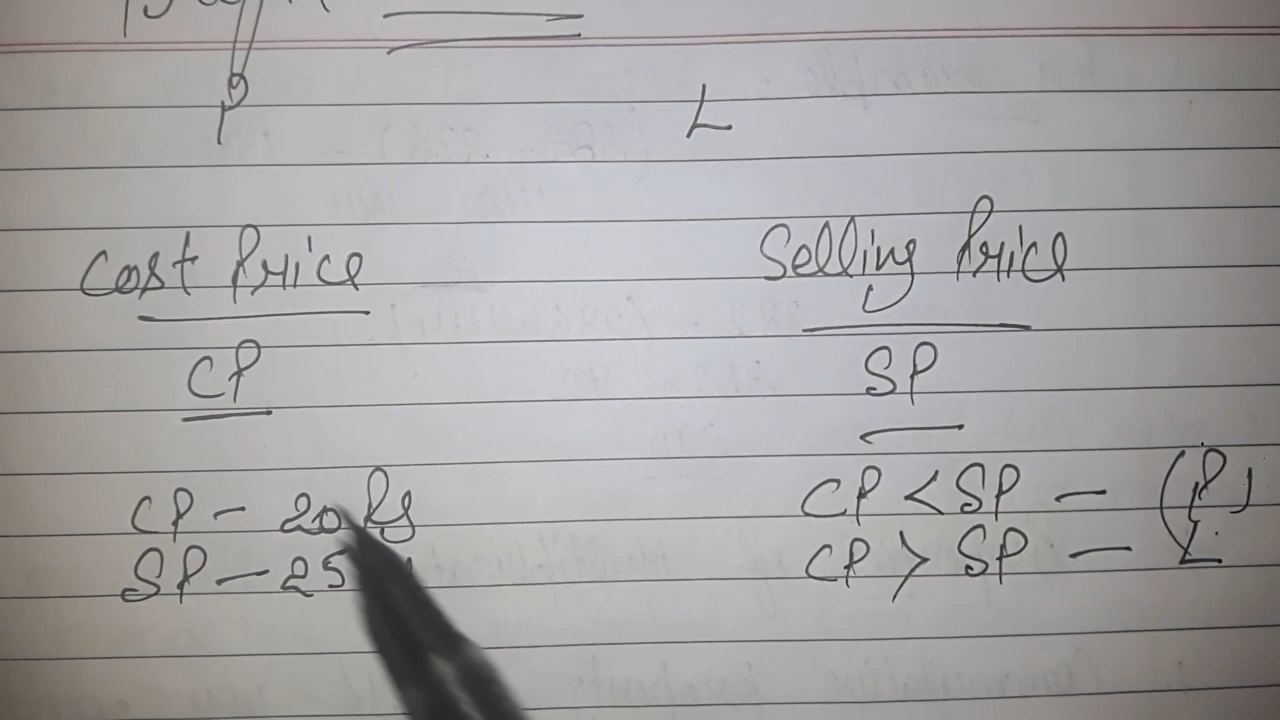 P L
Cost Price Selling Price
CP SP
CP - 20 Rs CP < SP - (P)
SP - 25 CP > SP - L